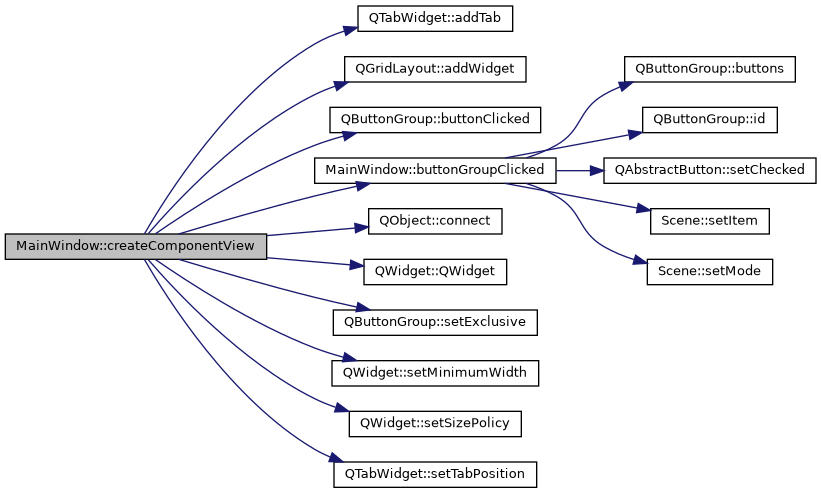 MainWindow::createComponentView
QTabWidget::addTab
QGridLayout::addWidget
QButtonGroup::buttonClicked
MainWindow::buttonGroupClicked
QObject::connect
QWidget::QWidget
QButtonGroup::setExclusive
QWidget::setMinimumWidth
QWidget::setSizePolicy
QTabWidget::setTabPosition
QButtonGroup::buttons
QButtonGroup::id
QAbstractButton::setChecked
Scene::setItem
Scene::setMode